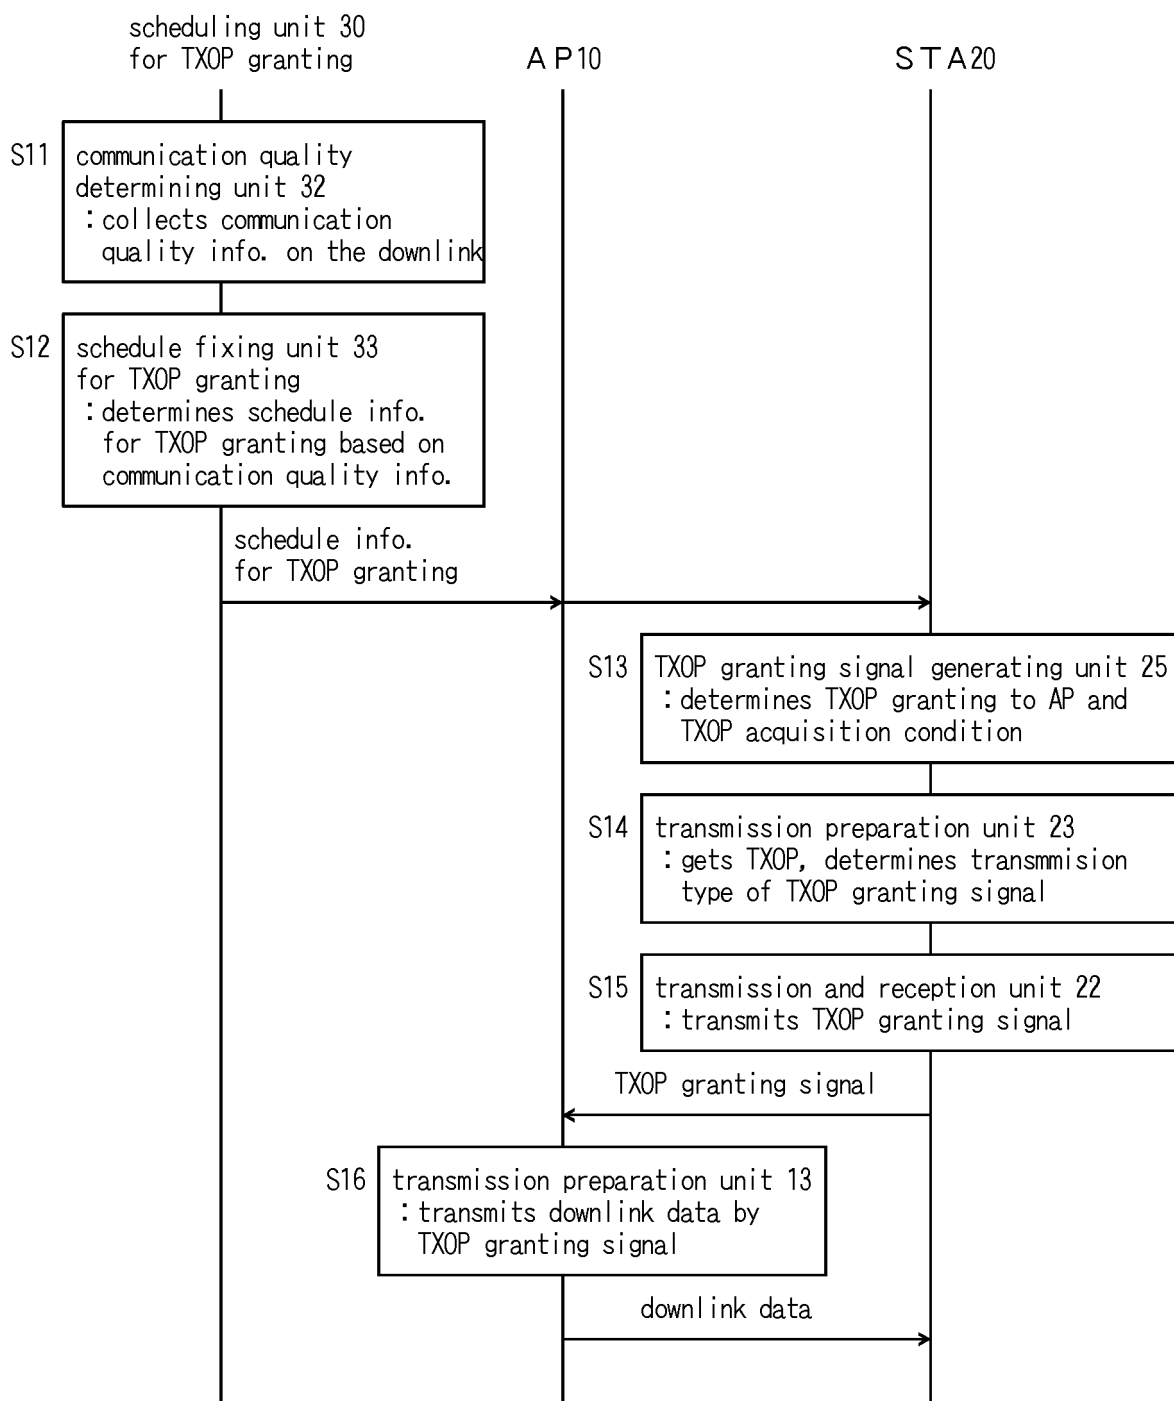 scheduling unit 30
for TXOP granting
AP10
STA20
S11
communication quality
determining unit 32
:collects communication
quality info. on the downlink
S12
schedule fixing unit 33
for TXOP granting
:determines schedule info.
for TXOP granting based on
communication quality info.
schedule info.
for TXOP granting
S13
TXOP granting signal generating unit 25
:determines TXOP granting to AP and
TXOP acquisition condition
S14
transmission preparation unit 23
:gets TXOP, determines transmmision
type of TXOP granting signal
S15
transmission and reception unit 22
:transmits TXOP granting signal
TXOP granting signal
S16
transmission preparation unit 13
:transmits downlink data by
TXOP granting signal
downlink data